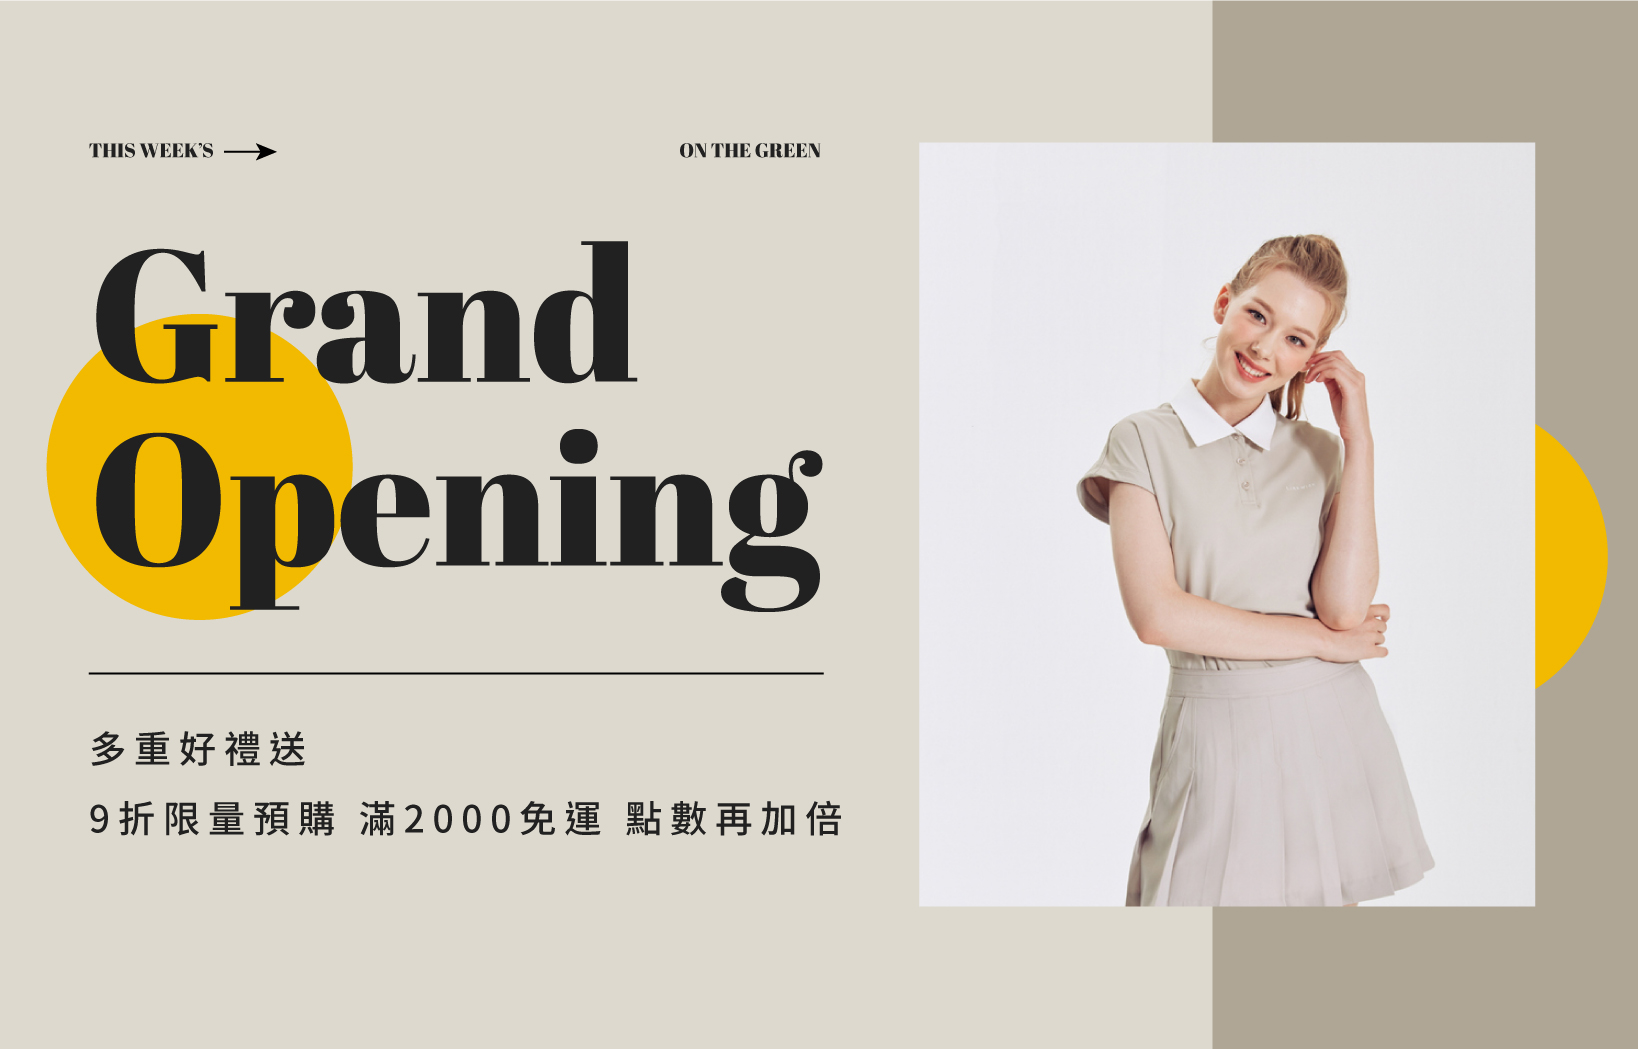 THIS WEEK'S
ON THE GREEN
Grand
Opening
多重好禮送
9折限量預購 滿2000免運 點數再加倍